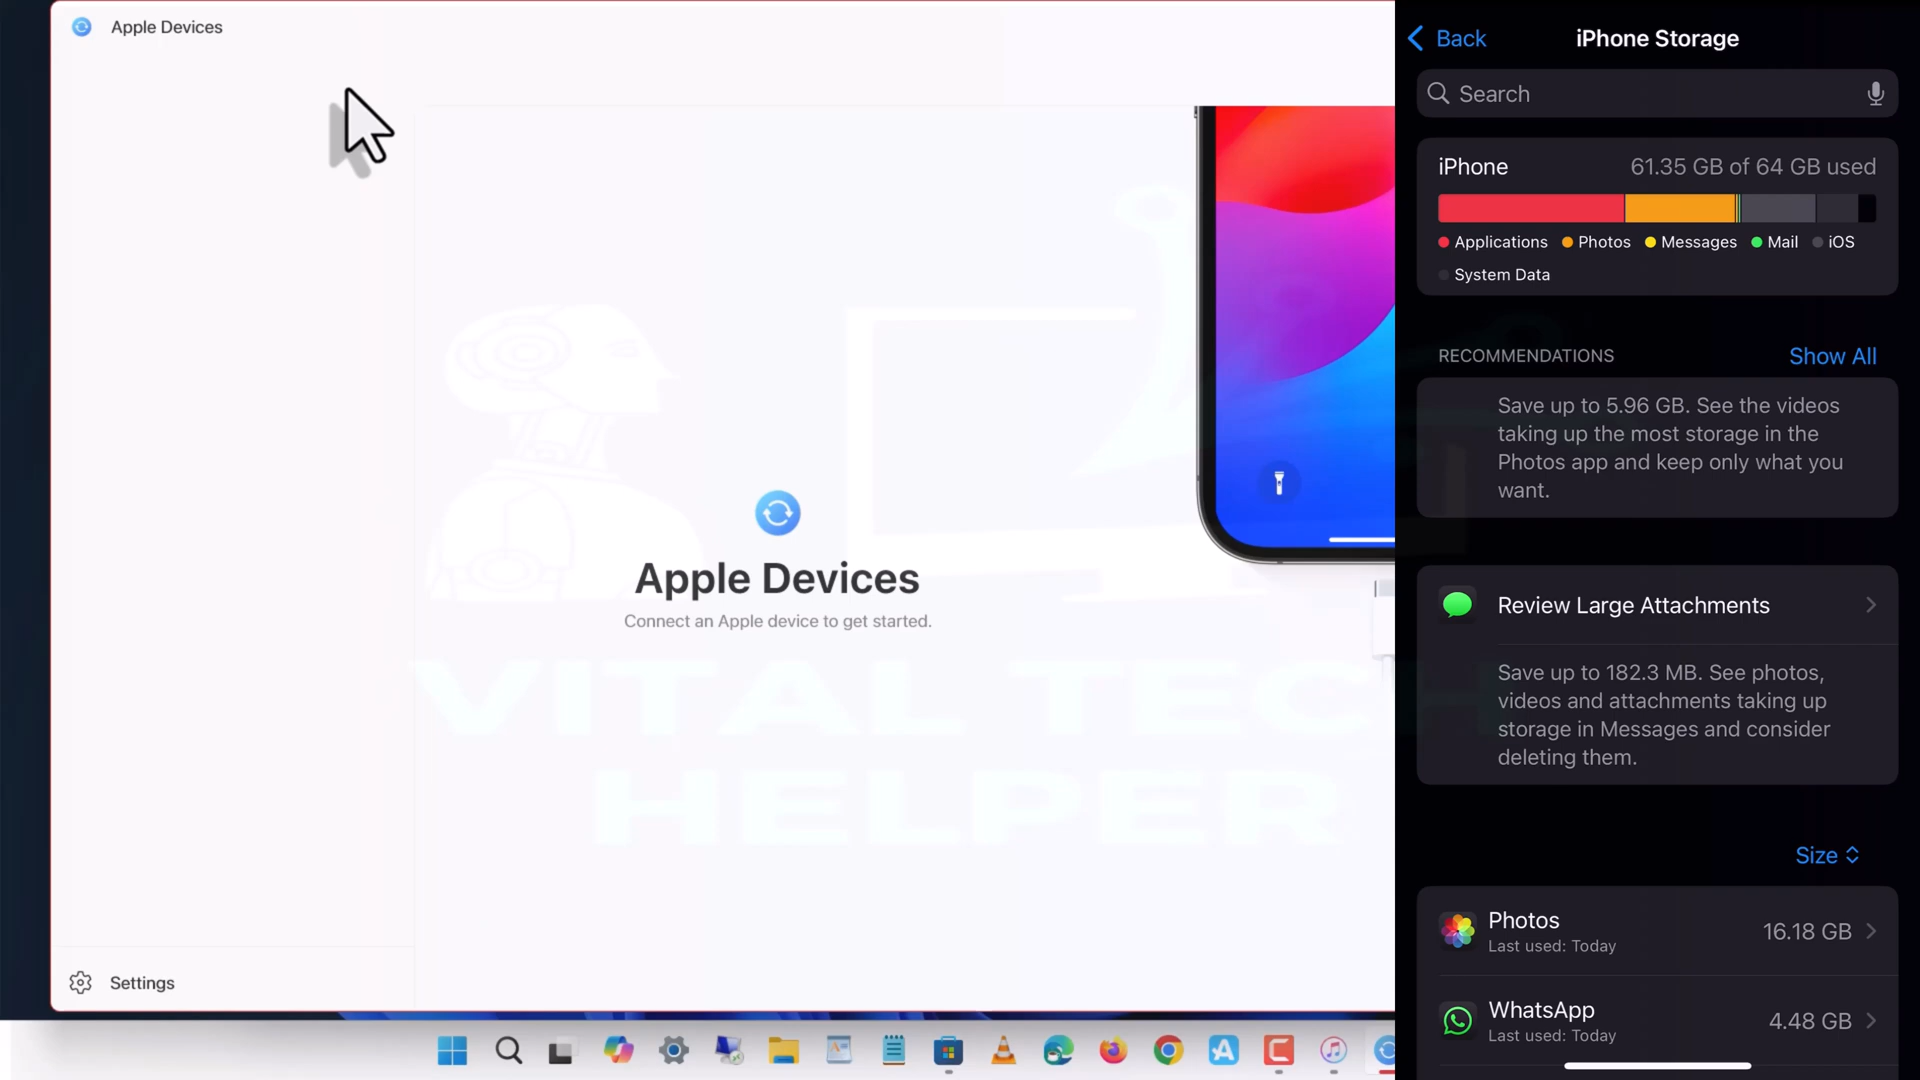 Apple Devices
Apple Devices
Connect an Apple device to get started.
VITAL TECH
HELPER
Settings
Back
iPhone Storage
Search
iPhone
61.35 GB of 64 GB used
Applications
Photos
Messages
Mail
iOS
System Data
RECOMMENDATIONS
Show All
Save up to 5.96 GB. See the videos
taking up the most storage in the
Photos app and keep only what you
want.
Review Large Attachments
Save up to 182.3 MB. See photos,
videos and attachments taking up
storage in Messages and consider
deleting them.
Size
Photos
16.18 GB
Last used: Today
WhatsApp
4.48 GB
Last used: Today